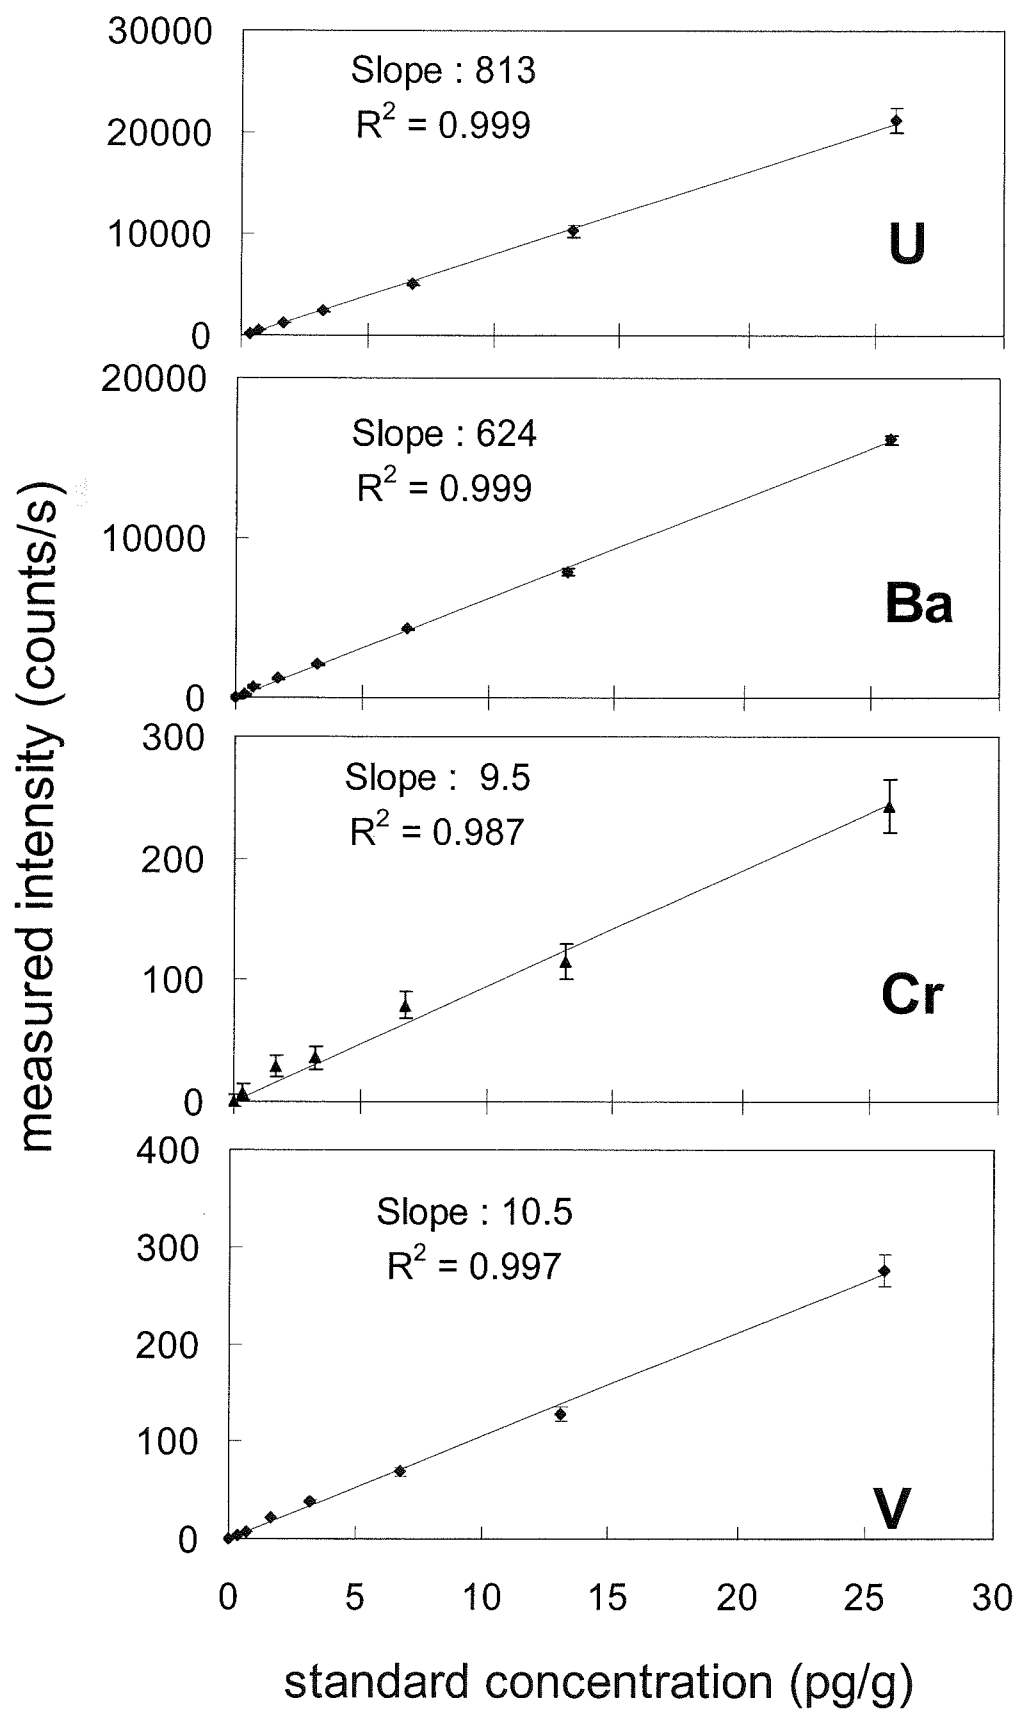 measured intensity (counts/s)
30000
20000
10000
0
Slope : 813
R² = 0.999
U
20000
10000
0
Slope : 624
R² = 0.999
Ba
300
200
100
0
Slope : 9.5
R² = 0.987
Cr
400
300
200
100
0
Slope : 10.5
R² = 0.997
V
0 5 10 15 20 25 30
standard concentration (pg/g)